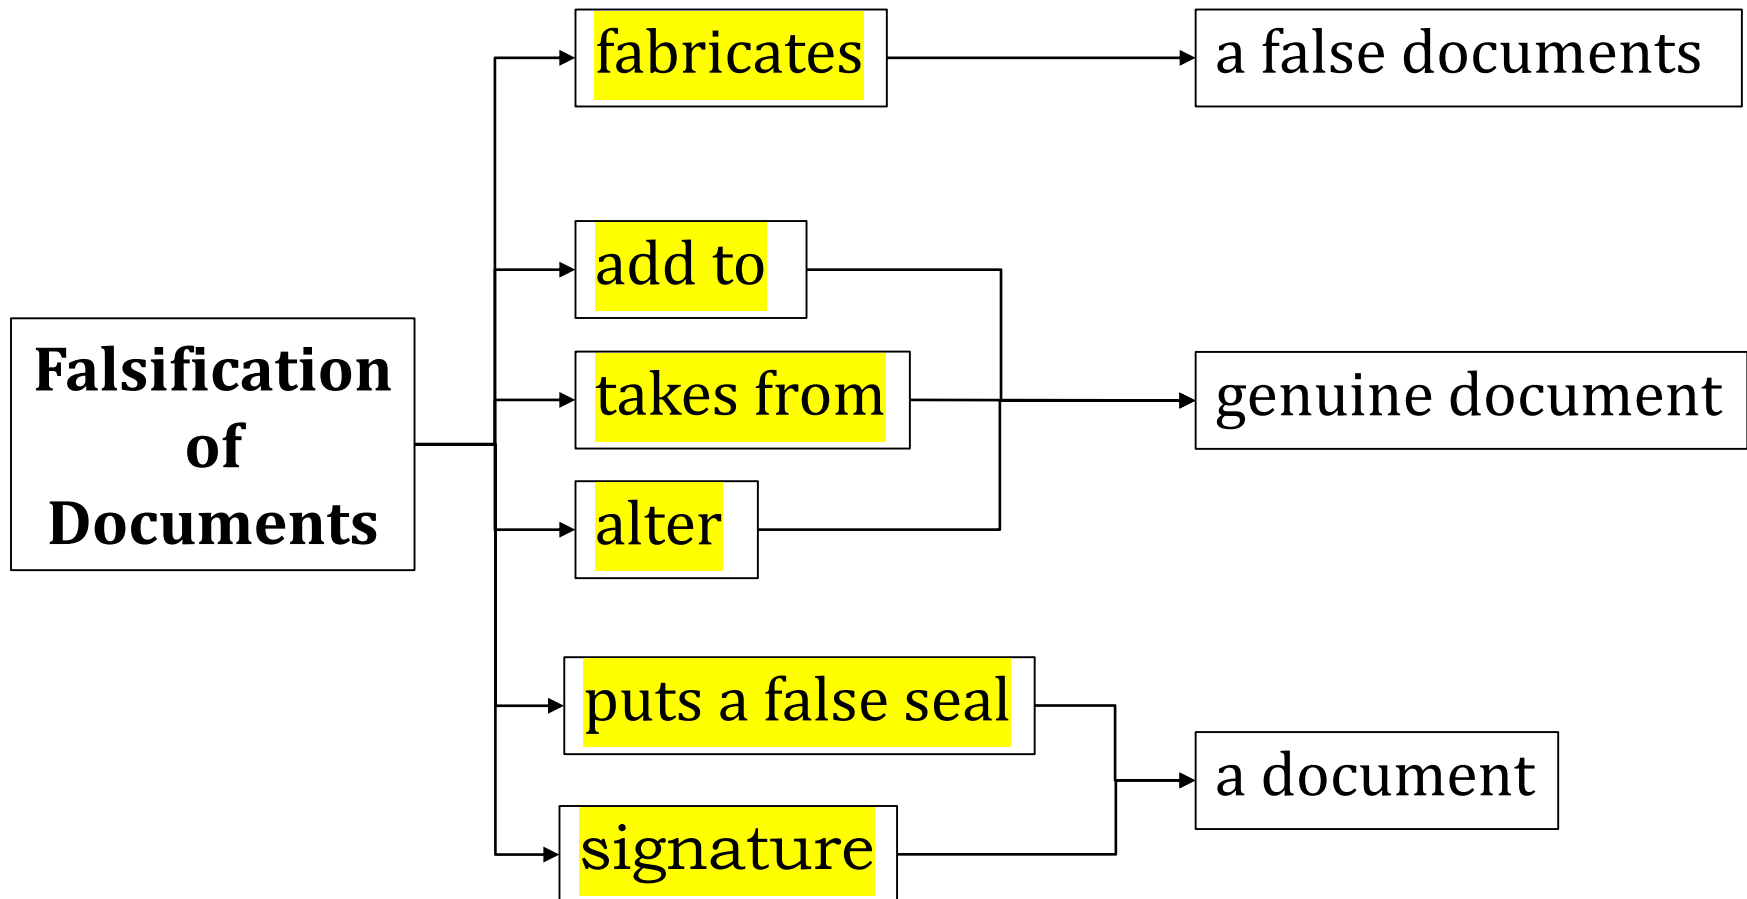 fabricates
a false documents
add to
Falsification
of
Documents
takes from
genuine document
alter
puts a false seal
a document
signature